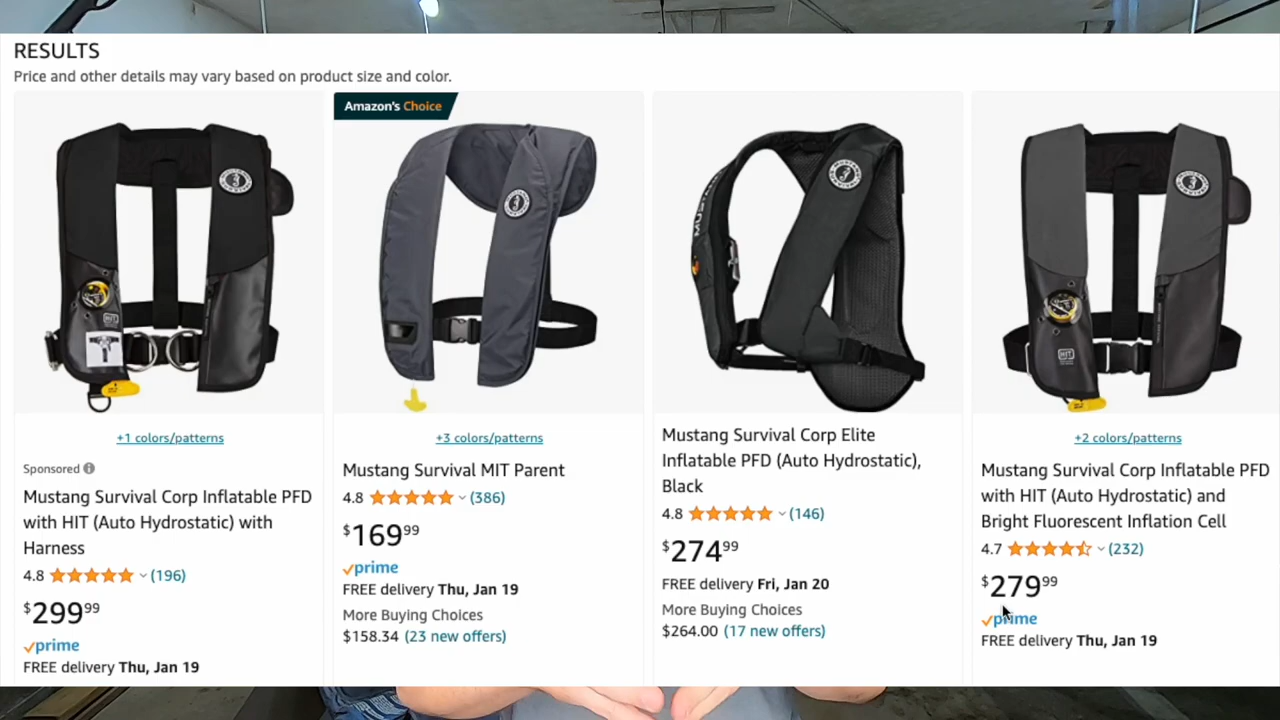 RESULTS
Price and other details may vary based on product size and color.
Amazon's Choice
MUSTANG
HIT
HIT
+1 colors/patterns
Sponsored
Mustang Survival Corp Inflatable PFD
with HIT (Auto Hydrostatic) with
Harness
4.8 (196)
$299.99
prime
FREE delivery Thu, Jan 19
+3 colors/patterns
Mustang Survival MIT Parent
4.8 (386)
$169.99
prime
FREE delivery Thu, Jan 19
More Buying Choices
$158.34 (23 new offers)
Mustang Survival Corp Elite
Inflatable PFD (Auto Hydrostatic),
Black
4.8 (146)
$274.99
FREE delivery Fri, Jan 20
More Buying Choices
$264.00 (17 new offers)
+2 colors/patterns
Mustang Survival Corp Inflatable PFD
with HIT (Auto Hydrostatic) and
Bright Fluorescent Inflation Cell
4.7 (232)
$279.99
prime
FREE delivery Thu, Jan 19